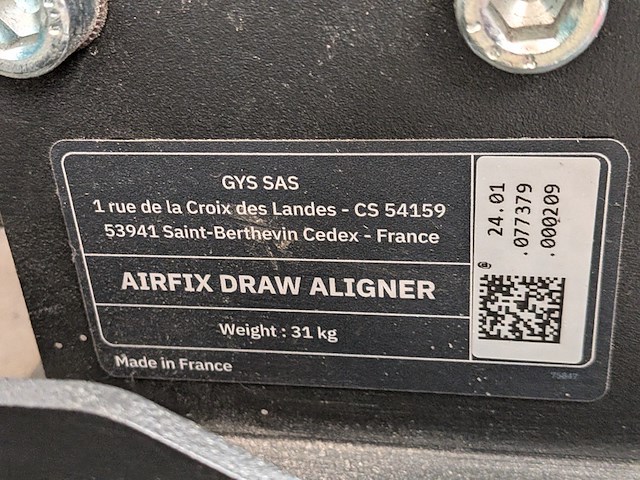 GYS SAS
1 rue de la Croix des Landes - CS 54159
53941 Saint-Berthevin Cedex - France
AIRFIX DRAW ALIGNER
Weight : 31 kg
Made in France
24.01
.077379
.000209
75847